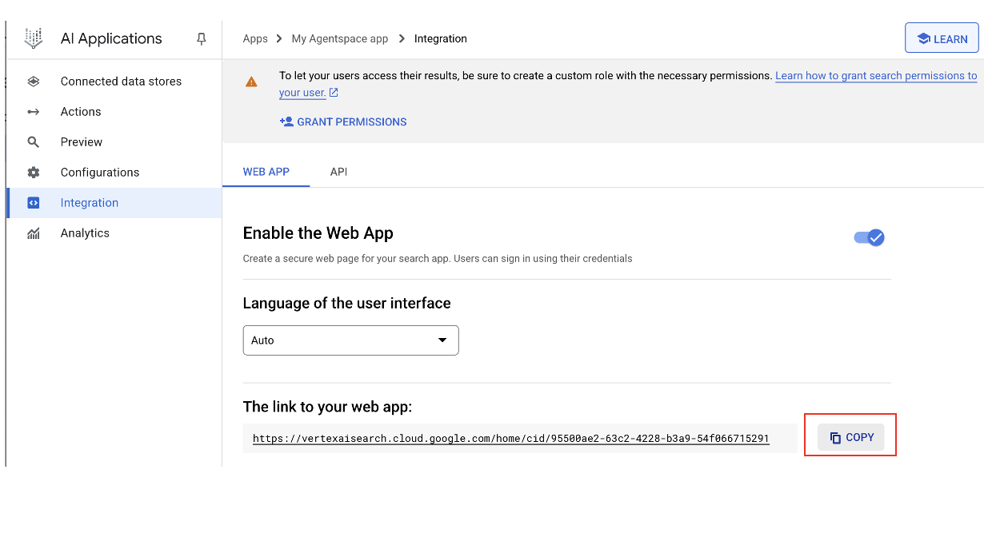 AI Applications
Connected data stores
Actions
Preview
Configurations
Integration
Analytics
Apps > My Agentspace app > Integration
LEARN
To let your users access their results, be sure to create a custom role with the necessary permissions. Learn how to grant search permissions to
your user.
GRANT PERMISSIONS
WEB APP API
Enable the Web App
Create a secure web page for your search app. Users can sign in using their credentials
Language of the user interface
Auto
The link to your web app:
https://vertexaisearch.cloud.google.com/home/cid/95500ae2-63c2-4228-b3a9-54f066715291
COPY